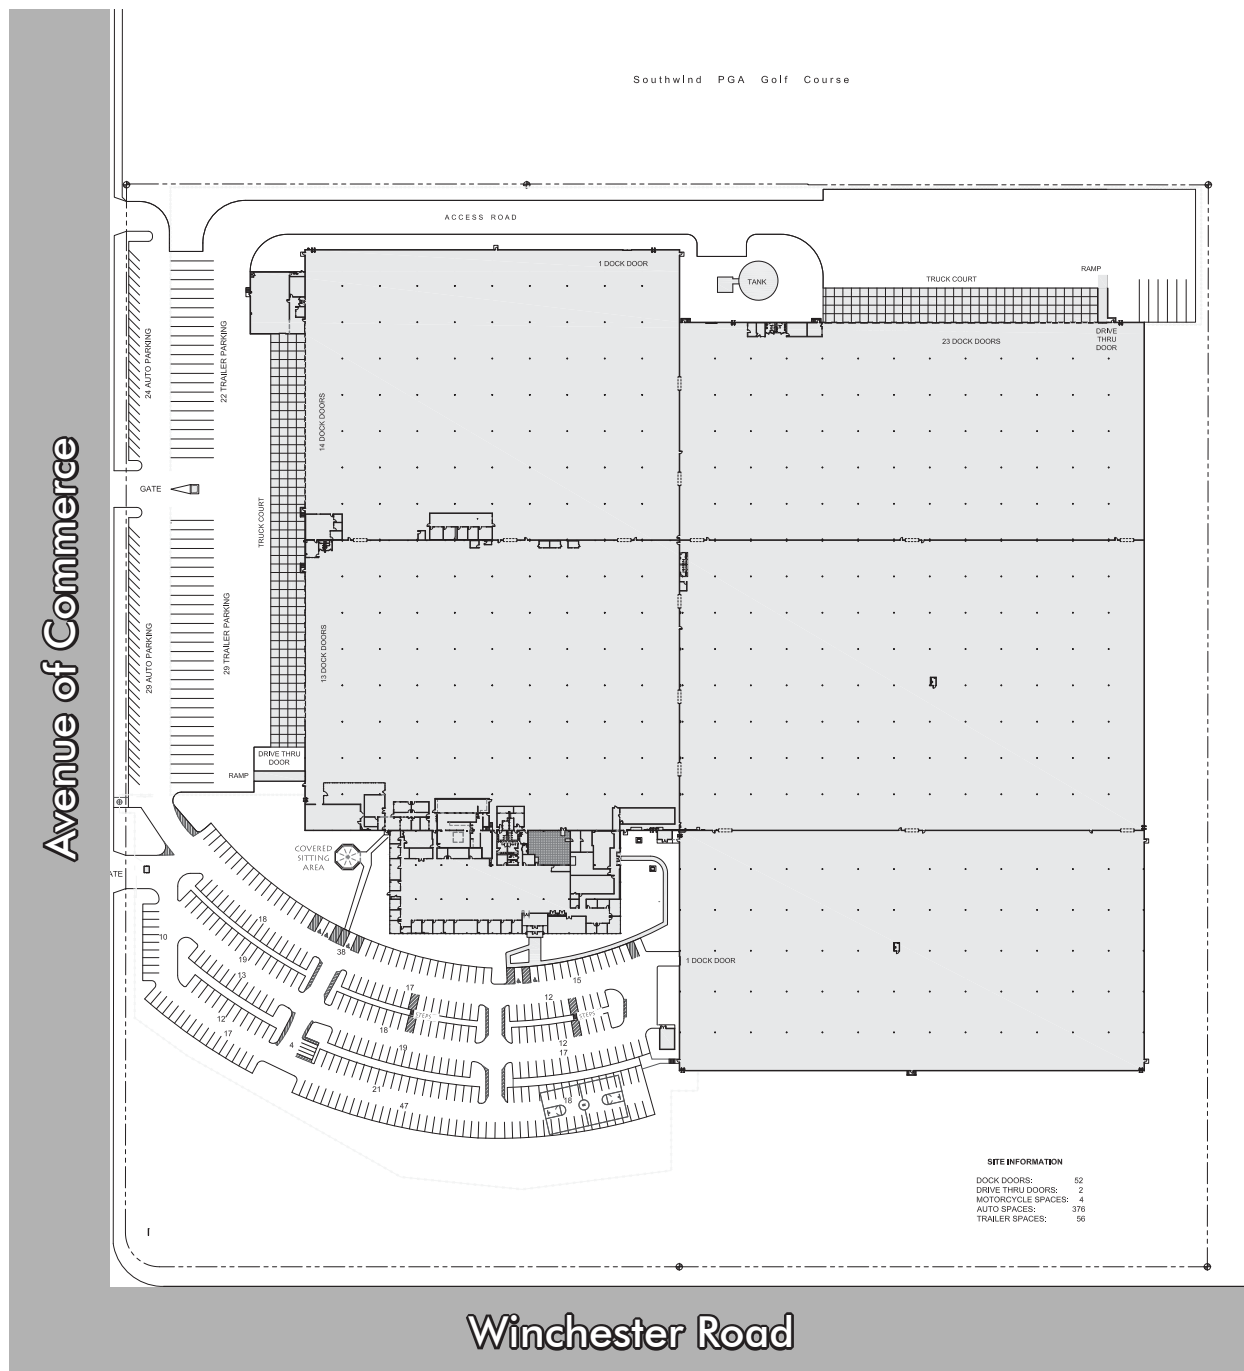 Southwind PGA Golf Course
ACCESS ROAD
1 DOCK DOOR
TANK
TRUCK COURT
RAMP
DRIVE
THRU
DOOR
23 DOCK DOORS
24 AUTO PARKING
22 TRAILER PARKING
14 DOCK DOORS
GATE
TRUCK COURT
Avenue of Commerce
29 AUTO PARKING
29 TRAILER PARKING
13 DOCK DOORS
DRIVE THRU
DOOR
RAMP
COVERED
SITTING
AREA
ATE
18
10
19
38
1 DOCK DOOR
13
15
17
12
12
STEPS
STEPS
17
18
12
4
19
17
21
47
18
SITE INFORMATION
DOCK DOORS: 52
DRIVE THRU DOORS: 2
MOTORCYCLE SPACES: 4
AUTO SPACES: 376
TRAILER SPACES: 56
Winchester Road